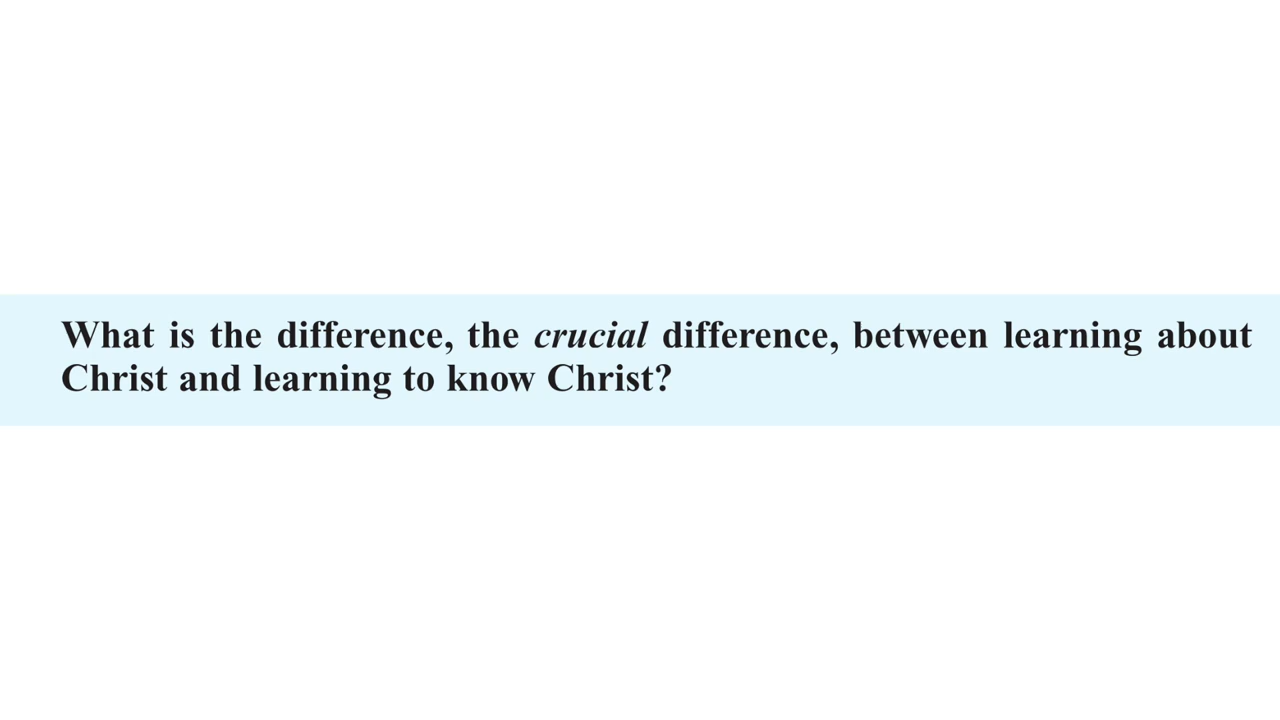 What is the difference, the crucial difference, between learning about
Christ and learning to know Christ?